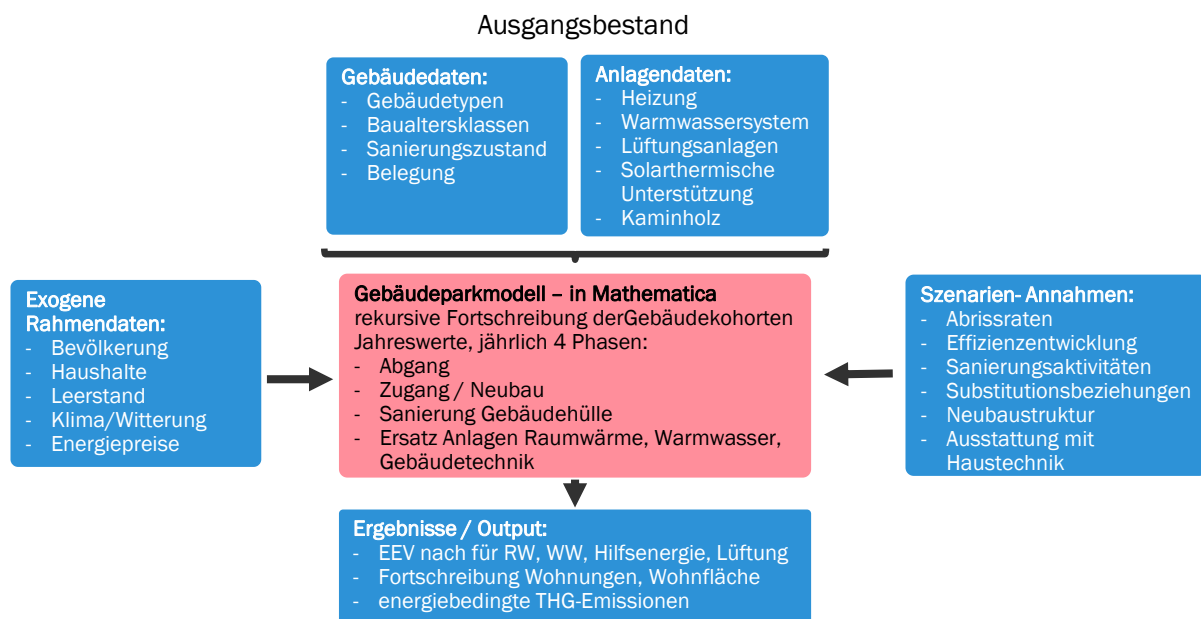 Ausgangsbestand
Gebäudedaten:
- Gebäudetypen
- Baualtersklassen
- Sanierungszustand
- Belegung
Anlagendaten:
- Heizung
- Warmwassersystem
- Lüftungsanlagen
- Solarthermische
Unterstützung
- Kaminholz
Exogene
Rahmendaten:
- Bevölkerung
- Haushalte
- Leerstand
- Klima/Witterung
- Energiepreise
Gebäudeparkmodell – in Mathematica
rekursive Fortschreibung derGebäudekohorten
Jahreswerte, jährlich 4 Phasen:
- Abgang
- Zugang / Neubau
- Sanierung Gebäudehülle
- Ersatz Anlagen Raumwärme, Warmwasser,
Gebäudetechnik
Szenarien- Annahmen:
- Abrissraten
- Effizienzentwicklung
- Sanierungsaktivitäten
- Substitutionsbeziehungen
- Neubaustruktur
- Ausstattung mit
Haustechnik
Ergebnisse / Output:
- EEV nach für RW, WW, Hilfsenergie, Lüftung
- Fortschreibung Wohnungen, Wohnfläche
- energiebedingte THG-Emissionen